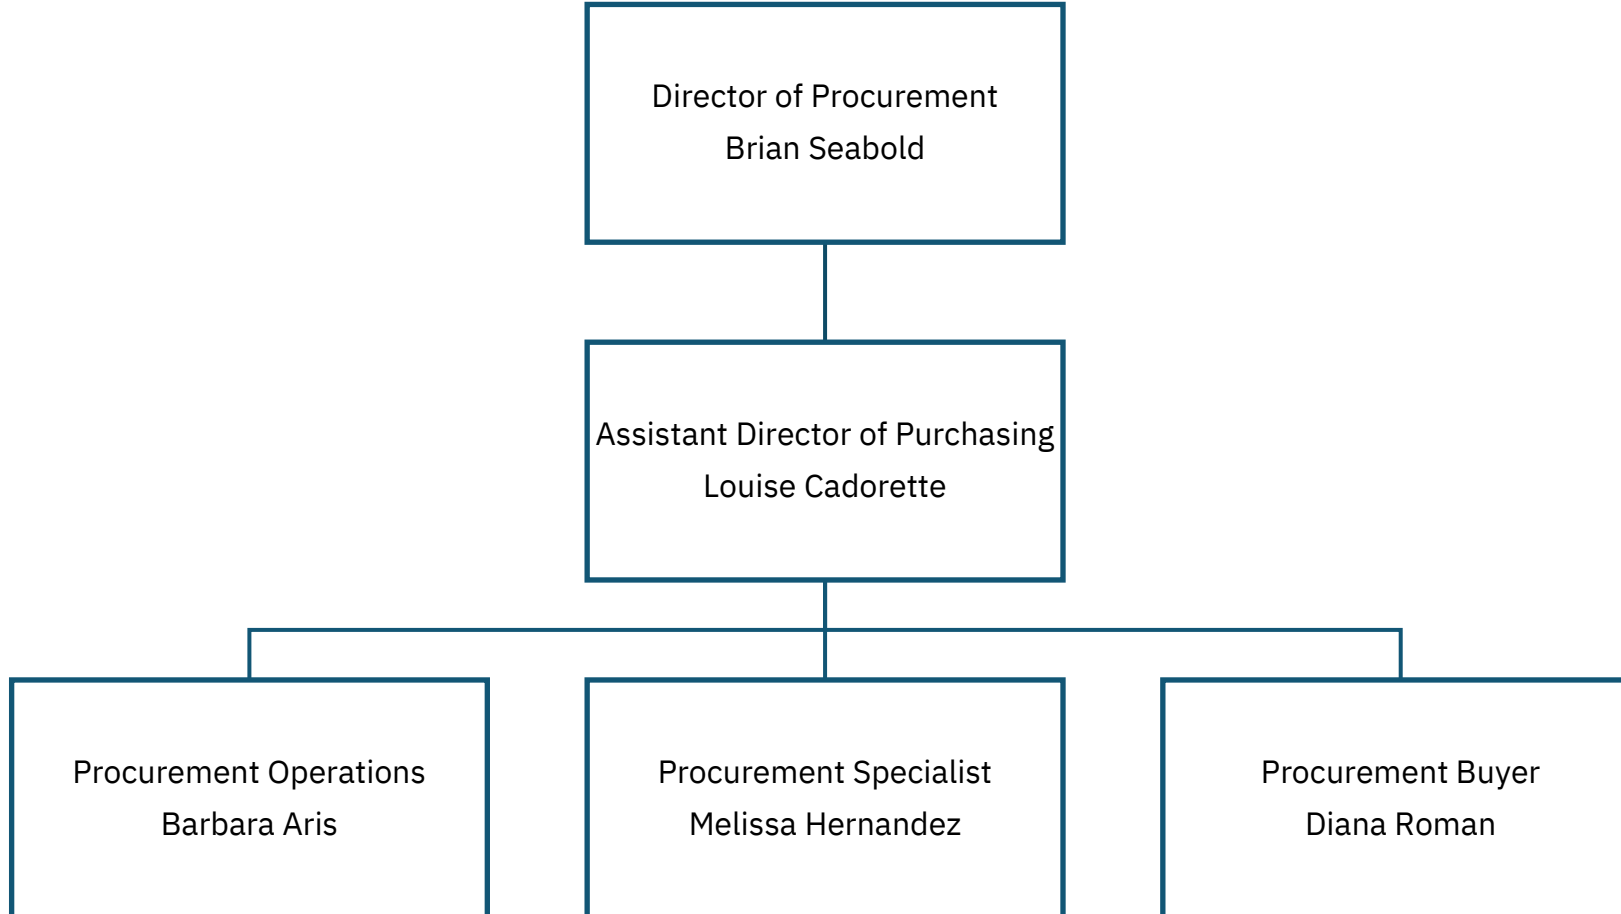 Director of Procurement
Brian Seabold
Assistant Director of Purchasing
Louise Cadorette
Procurement Operations
Barbara Aris
Procurement Specialist
Melissa Hernandez
Procurement Buyer
Diana Roman